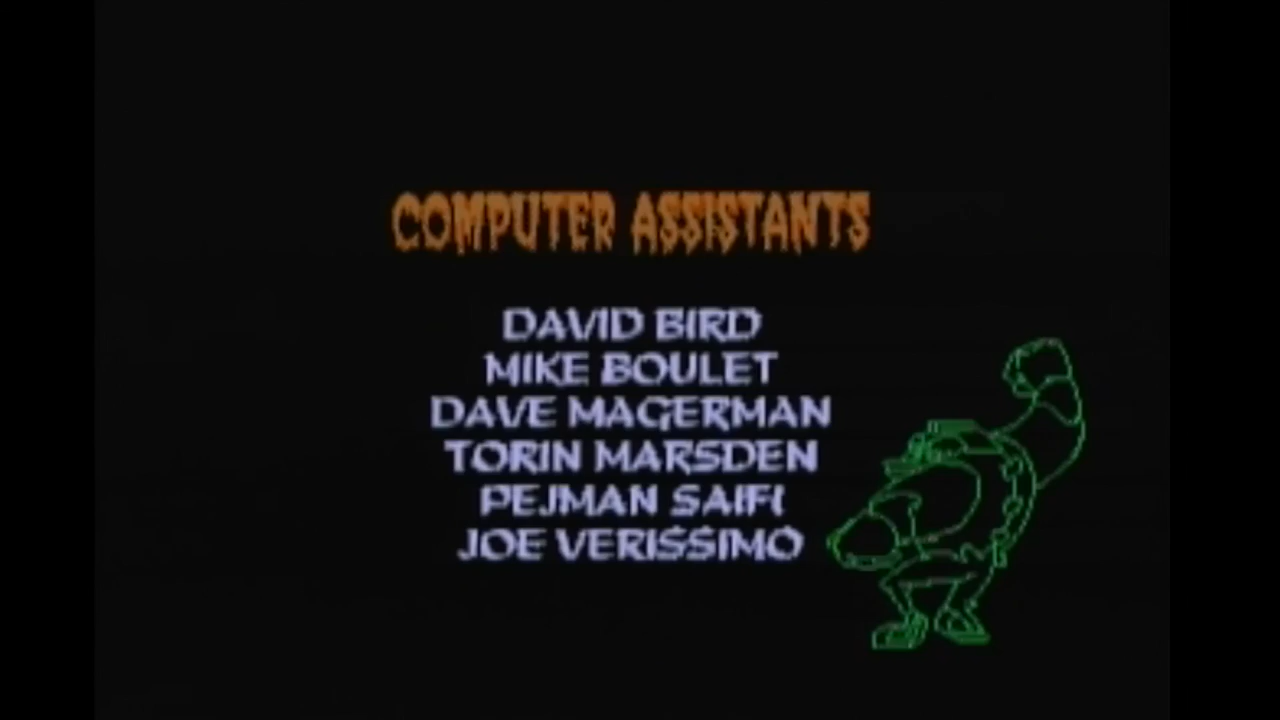 COMPUTER ASSISTANTS
DAVID BIRD
MIKE BOULET
DAVE MAGERMAN
TORIN MARSDEN
PEJMAN SAIFI
JOE VERISSIMO